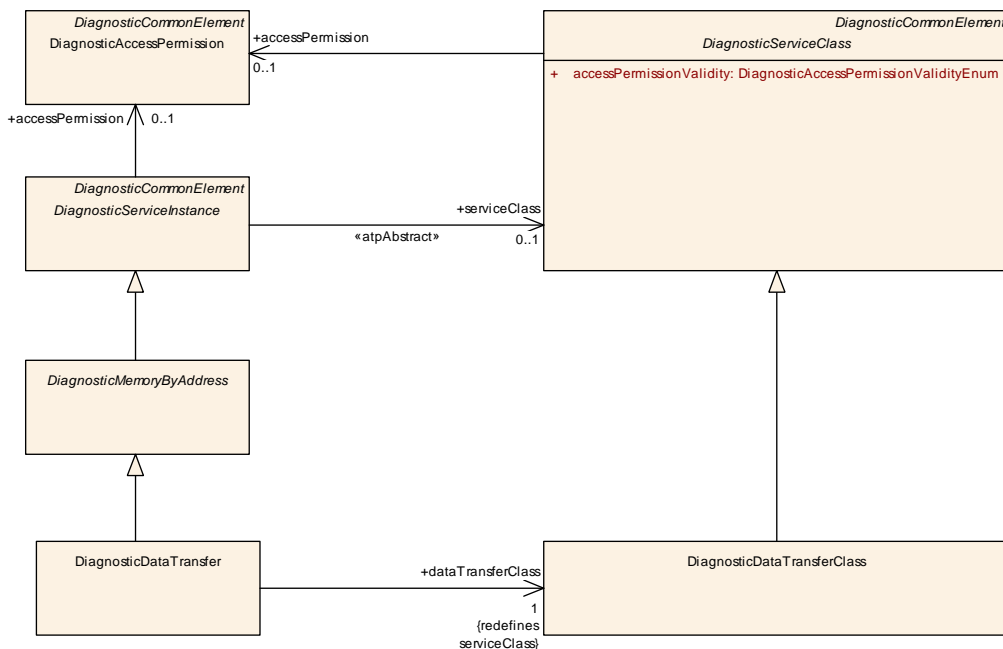 DiagnosticCommonElement
DiagnosticAccessPermission
+accessPermission
0..1
DiagnosticCommonElement
DiagnosticServiceClass
+ accessPermissionValidity: DiagnosticAccessPermissionValidityEnum
+accessPermission
0..1
DiagnosticCommonElement
DiagnosticServiceInstance
+serviceClass
«atpAbstract»
0..1
DiagnosticMemoryByAddress
DiagnosticDataTransfer
+dataTransferClass
1
{redefines
serviceClass}
DiagnosticDataTransferClass